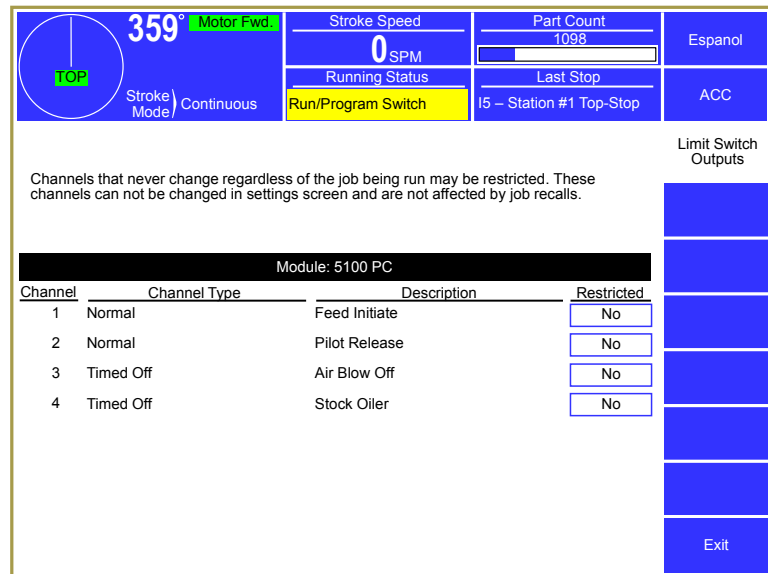 359° Motor Fwd.
TOP
Stroke Mode) Continuous
Stroke Speed
0 SPM
Part Count
1098
Running Status
Run/Program Switch
Last Stop
I5 – Station #1 Top-Stop
Espanol
ACC
Limit Switch
Outputs
Channels that never change regardless of the job being run may be restricted. These
channels can not be changed in settings screen and are not affected by job recalls.
Module: 5100 PC
Channel Channel Type Description Restricted
1 Normal Feed Initiate No
2 Normal Pilot Release No
3 Timed Off Air Blow Off No
4 Timed Off Stock Oiler No
Exit